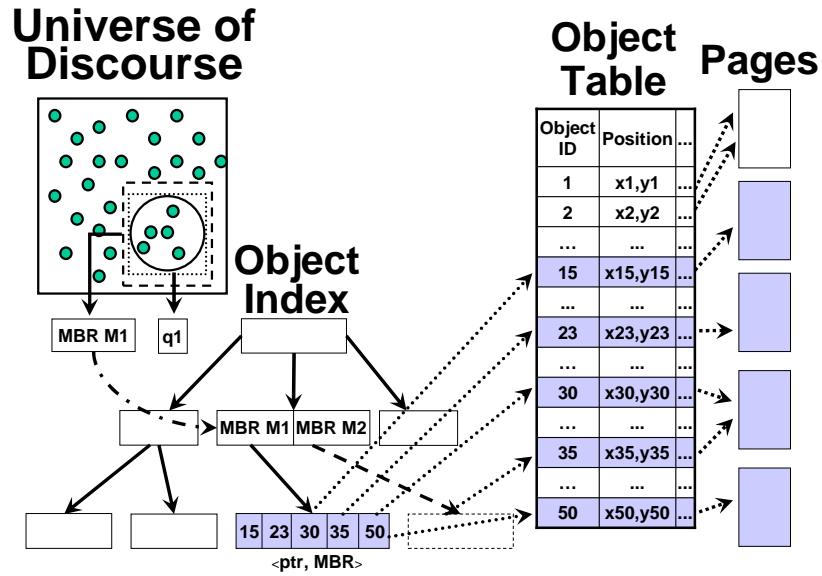 Universe of
Discourse
Object
Table
Pages
Object
ID
Position
...
1
x1,y1
...
2
x2,y2
...
...
...
...
15
x15,y15
...
...
...
...
23
x23,y23
...
...
...
...
30
x30,y30
...
...
...
...
35
x35,y35
...
...
...
...
50
x50,y50
...
Object
Index
MBR M1
q1
MBR M1
MBR M2
15 23 30 35 50
<ptr, MBR>